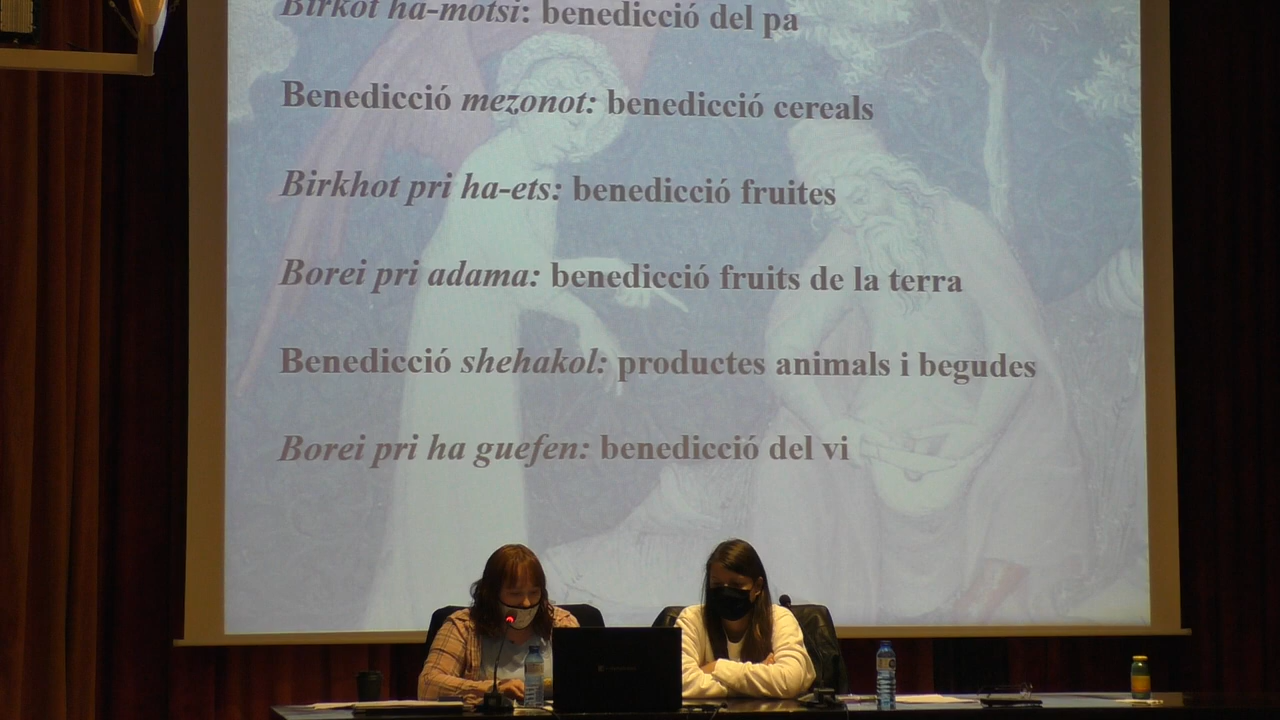 Birkot ha-motsi: benedicció del pa
Benedicció mezonot: benedicció cereals
Birkhot pri ha-ets: benedicció fruites
Borei pri adama: benedicció fruits de la terra
Benedicció shehakol: productes animals i begudes
Borei pri ha guefen: benedicció del vi